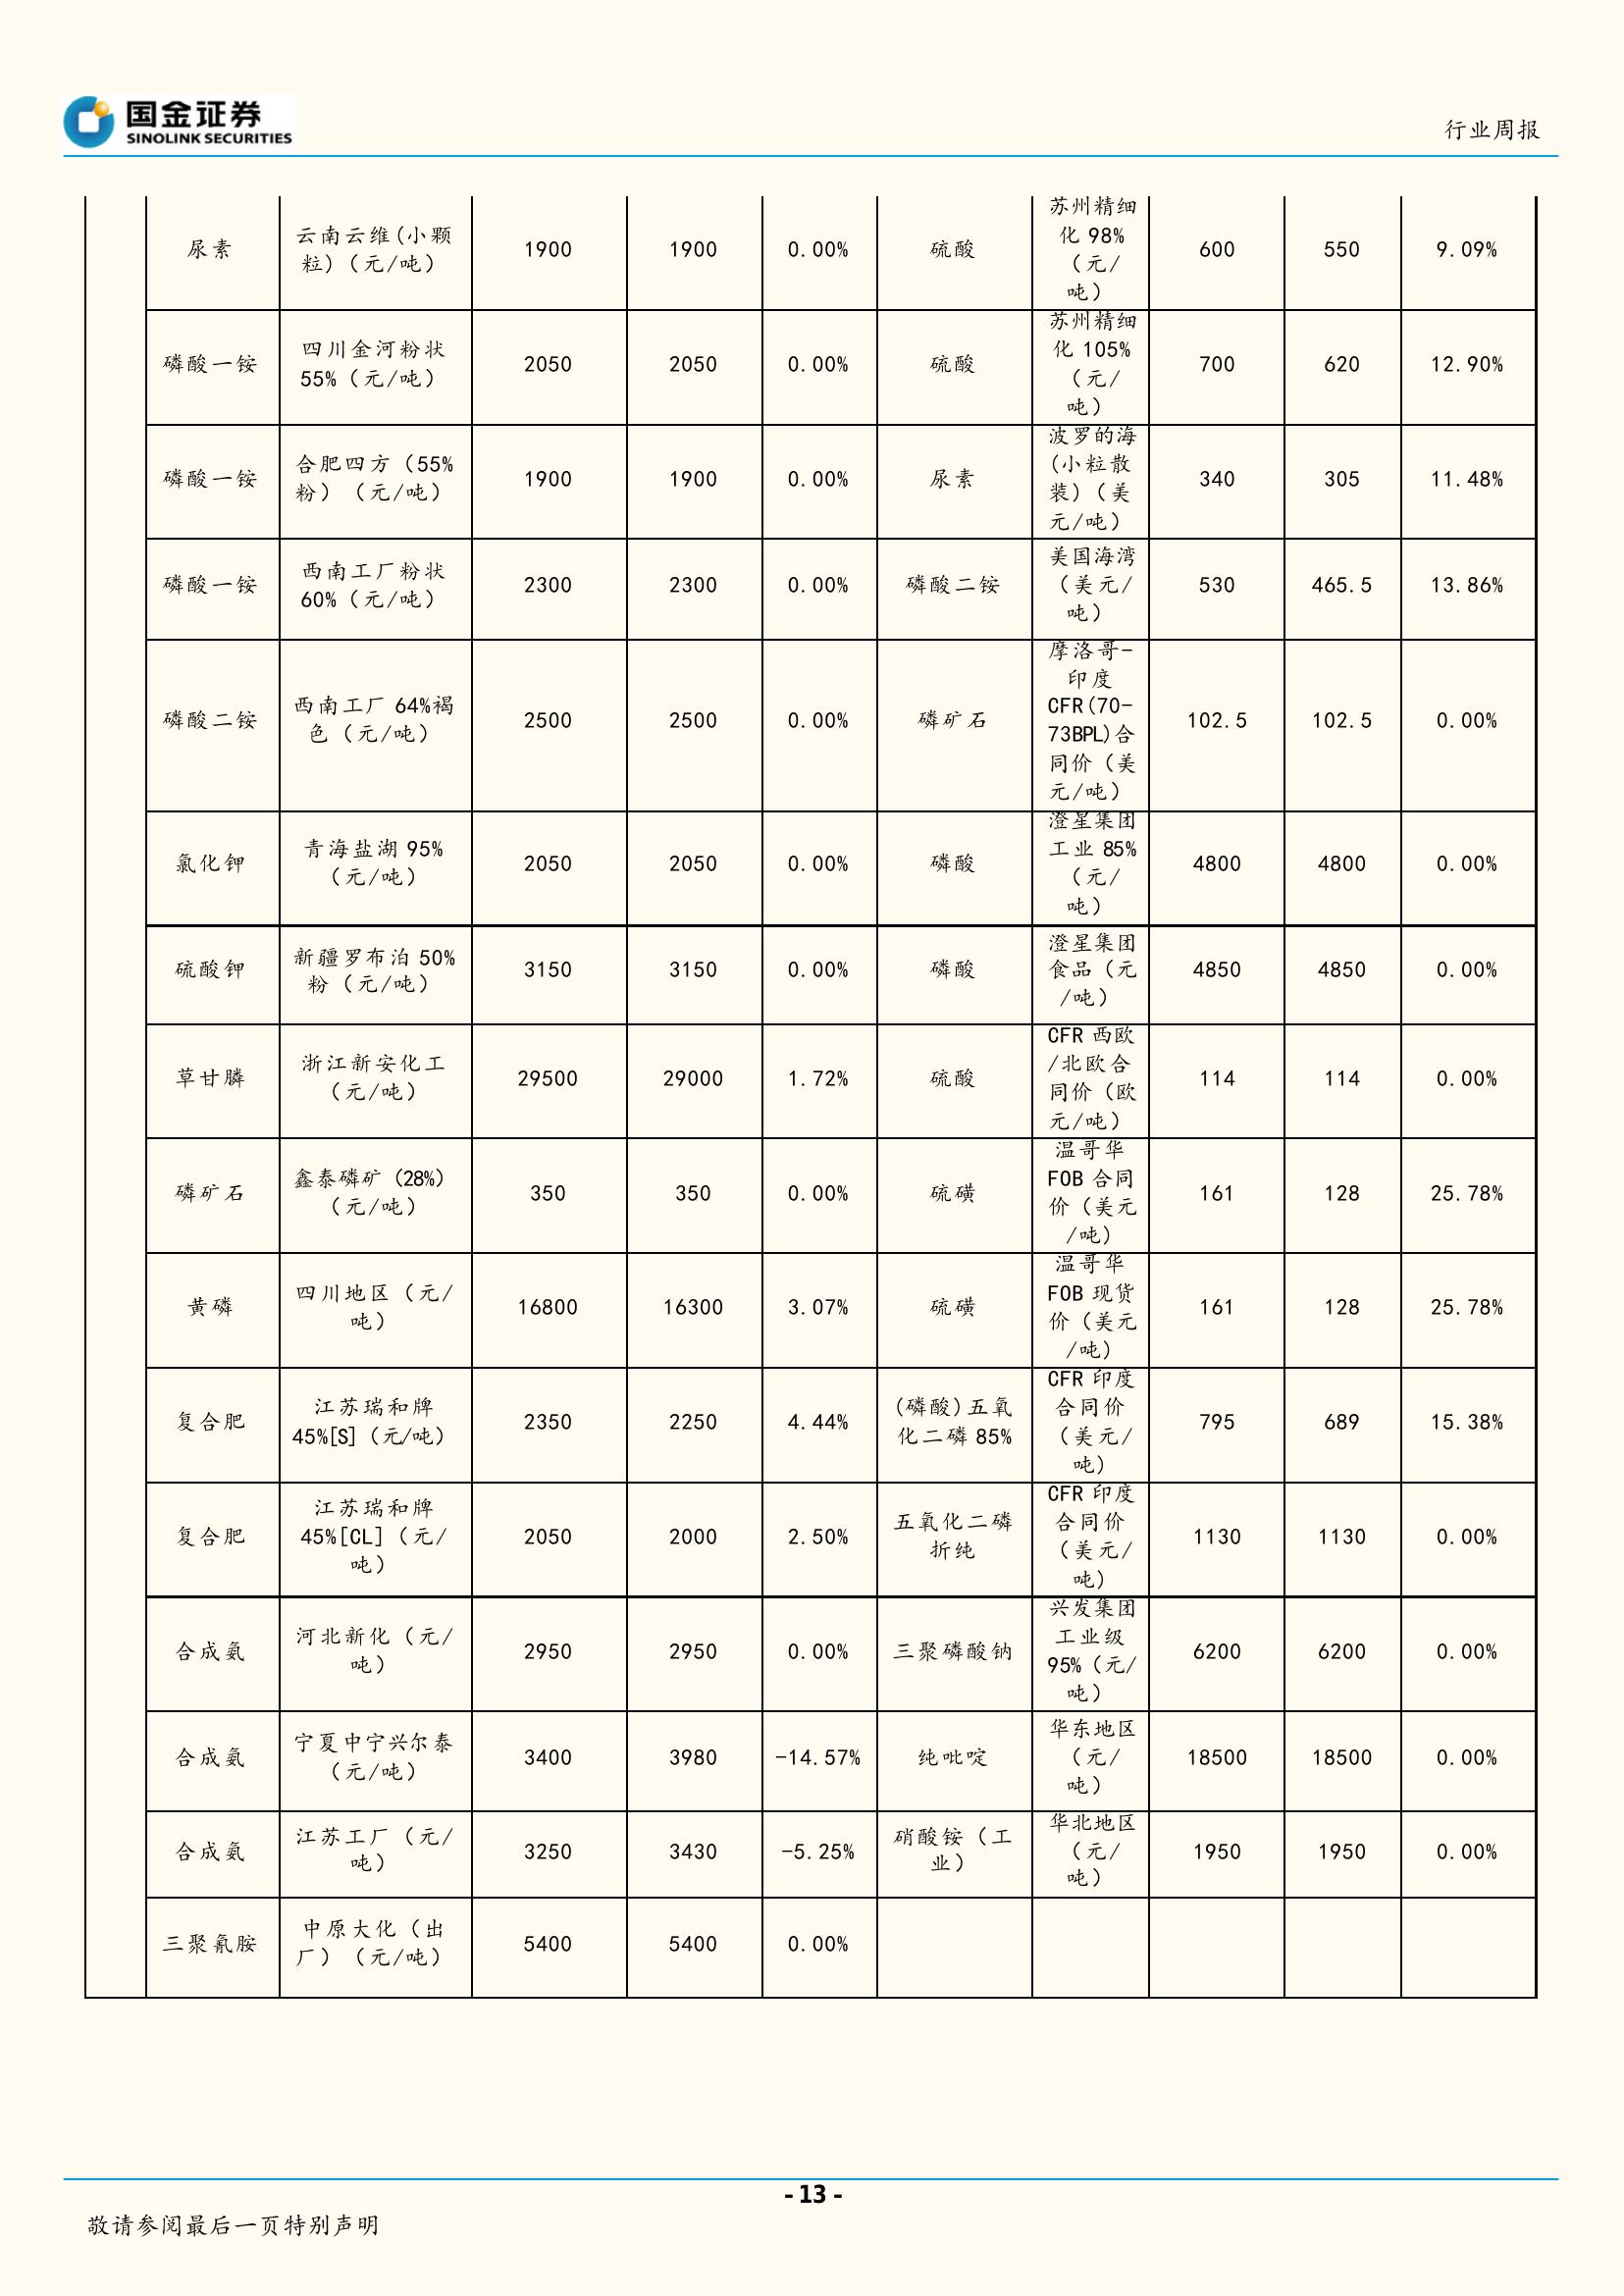 国金证券
SINOLINK SECURITIES
行业周报
尿素 云南云维(小颗粒)（元/吨） 1900 1900 0.00% 硫酸 苏州精细化 98%（元/吨） 600 550 9.09%
磷酸一铵 四川金河粉状 55%（元/吨） 2050 2050 0.00% 硫酸 苏州精细化 105%（元/吨） 700 620 12.90%
磷酸一铵 合肥四方（55%粉）（元/吨） 1900 1900 0.00% 尿素 波罗的海(小粒散装)（美元/吨） 340 305 11.48%
磷酸一铵 西南工厂粉状 60%（元/吨） 2300 2300 0.00% 磷酸二铵 美国海湾（美元/吨） 530 465.5 13.86%
磷酸二铵 西南工厂 64%褐色（元/吨） 2500 2500 0.00% 磷矿石 摩洛哥-印度 CFR(70-73BPL)合同价（美元/吨） 102.5 102.5 0.00%
氯化钾 青海盐湖 95%（元/吨） 2050 2050 0.00% 磷酸 澄星集团工业 85%（元/吨） 4800 4800 0.00%
硫酸钾 新疆罗布泊 50%粉（元/吨） 3150 3150 0.00% 磷酸 澄星集团食品（元/吨） 4850 4850 0.00%
草甘膦 浙江新安化工（元/吨） 29500 29000 1.72% 硫酸 CFR 西欧/北欧合同价（欧元/吨） 114 114 0.00%
磷矿石 鑫泰磷矿(28%)（元/吨） 350 350 0.00% 硫磺 温哥华 FOB 合同价（美元/吨） 161 128 25.78%
黄磷 四川地区（元/吨） 16800 16300 3.07% 硫磺 温哥华 FOB 现货价（美元/吨） 161 128 25.78%
复合肥 江苏瑞和牌 45%[S]（元/吨） 2350 2250 4.44% (磷酸)五氧化二磷 85% CFR 印度合同价（美元/吨） 795 689 15.38%
复合肥 江苏瑞和牌 45%[CL]（元/吨） 2050 2000 2.50% 五氧化二磷折纯 CFR 印度合同价（美元/吨） 1130 1130 0.00%
合成氨 河北新化（元/吨） 2950 2950 0.00% 三聚磷酸钠 兴发集团工业级 95%（元/吨） 6200 6200 0.00%
合成氨 宁夏中宁兴尔泰（元/吨） 3400 3980 -14.57% 纯吡啶 华东地区（元/吨） 18500 18500 0.00%
合成氨 江苏工厂（元/吨） 3250 3430 -5.25% 硝酸铵（工业） 华北地区（元/吨） 1950 1950 0.00%
三聚氰胺 中原大化（出厂）（元/吨） 5400 5400 0.00%
- 13 -
敬请参阅最后一页特别声明